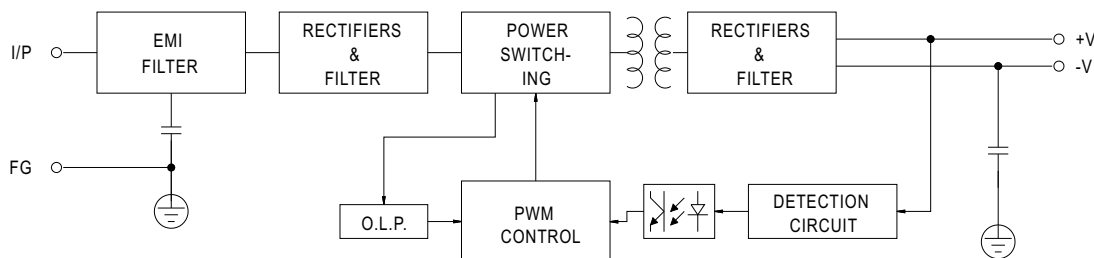 I/P
EMI
FILTER
RECTIFIERS
&
FILTER
POWER
SWITCH-
ING
RECTIFIERS
&
FILTER
+V
-V
FG
O.L.P.
PWM
CONTROL
DETECTION
CIRCUIT